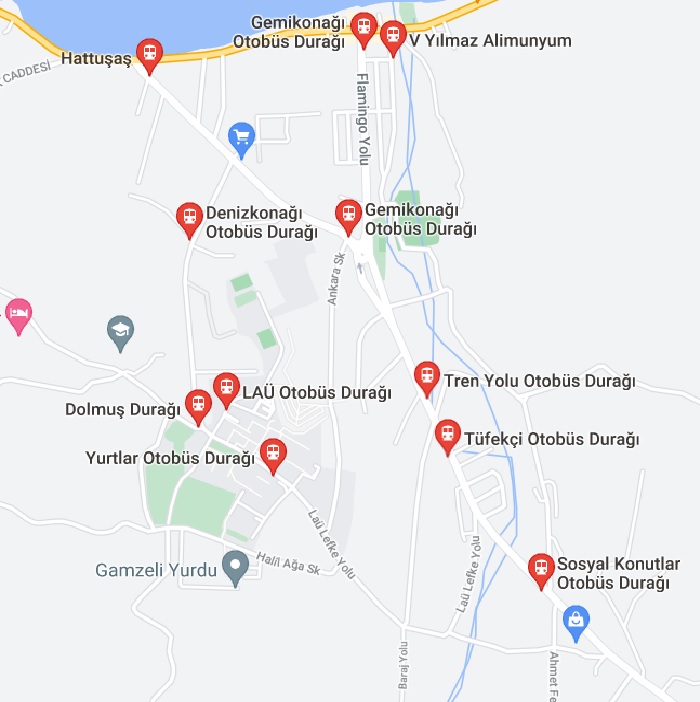 Gemikonağı
Otobüs Durağı
V Yılmaz Alimunyum
Hattuşaş
CADDESİ
Flamingo Yolu
Denizkonağı
Otobüs Durağı
Gemikonağı
Otobüs Durağı
Ankara Sk
Tren Yolu Otobüs Durağı
LAÜ Otobüs Durağı
Dolmuş Durağı
Tüfekçi Otobüs Durağı
Yurtlar Otobüs Durağı
Laü Lefke Yolu
Halil Ağa Sk
Gamzeli Yurdu
Laü Lefke Yolu
Sosyal Konutlar
Otobüs Durağı
Baraj Yolu
Ahmet Fe